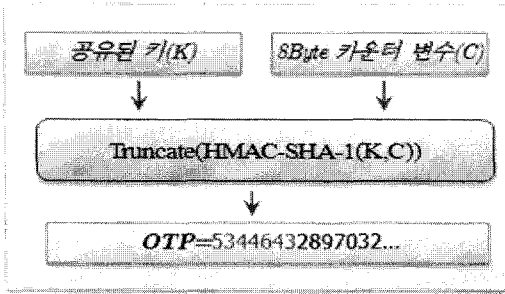 공유된 키(K)
8Byte 카운터 변수(C)
Truncate(HMAC-SHA-1(K,C))
OTP=53446432897032...